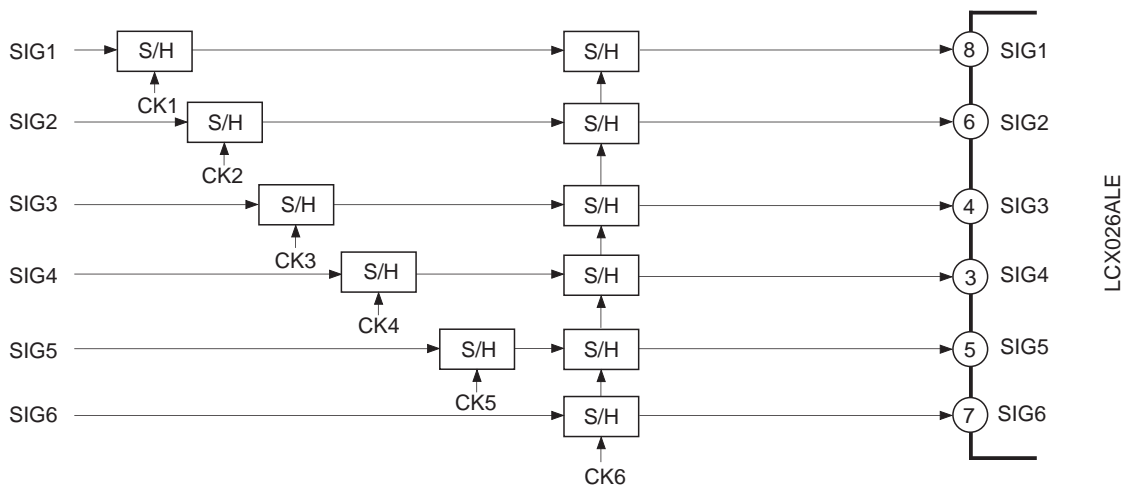 SIG1 S/H S/H 8 SIG1
CK1
SIG2 S/H S/H 6 SIG2
CK2
SIG3 S/H S/H 4 SIG3
CK3
SIG4 S/H S/H 3 SIG4
CK4
SIG5 S/H S/H 5 SIG5
CK5
SIG6 S/H 7 SIG6
CK6
LCX026ALE